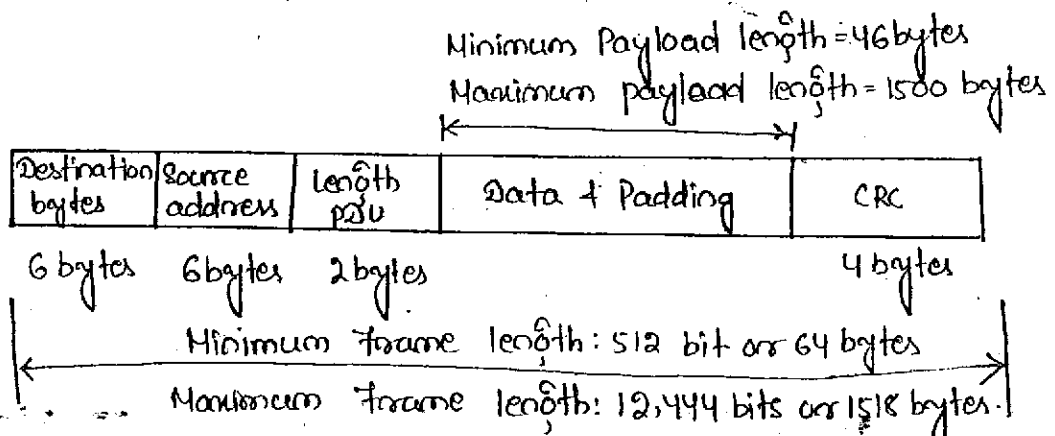 Minimum Payload length = 46 bytes
Maximum payload length = 1500 bytes
Destination bytes
Source address
Length PDU
Data & Padding
CRC
6 bytes 6 bytes 2 bytes 4 bytes
Minimum Frame length: 512 bit or 64 bytes
Maximum Frame length: 12,444 bits or 1518 bytes.